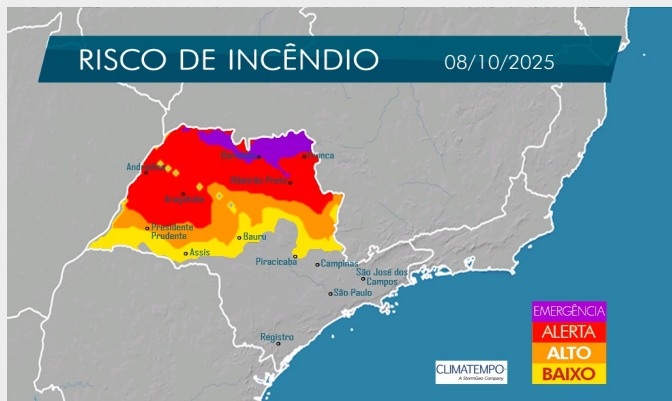 RISCO DE INCÊNDIO
08/10/2025
Barretos
Franca
Andradina
Ribeirão Preto
Araçatuba
Presidente
Prudente
Bauru
Assis
Piracicaba
Campinas
São José dos
Campos
São Paulo
Registro
EMERGÊNCIA
ALERTA
ALTO
BAIXO
CLIMATEMPO
A StormGeo Company